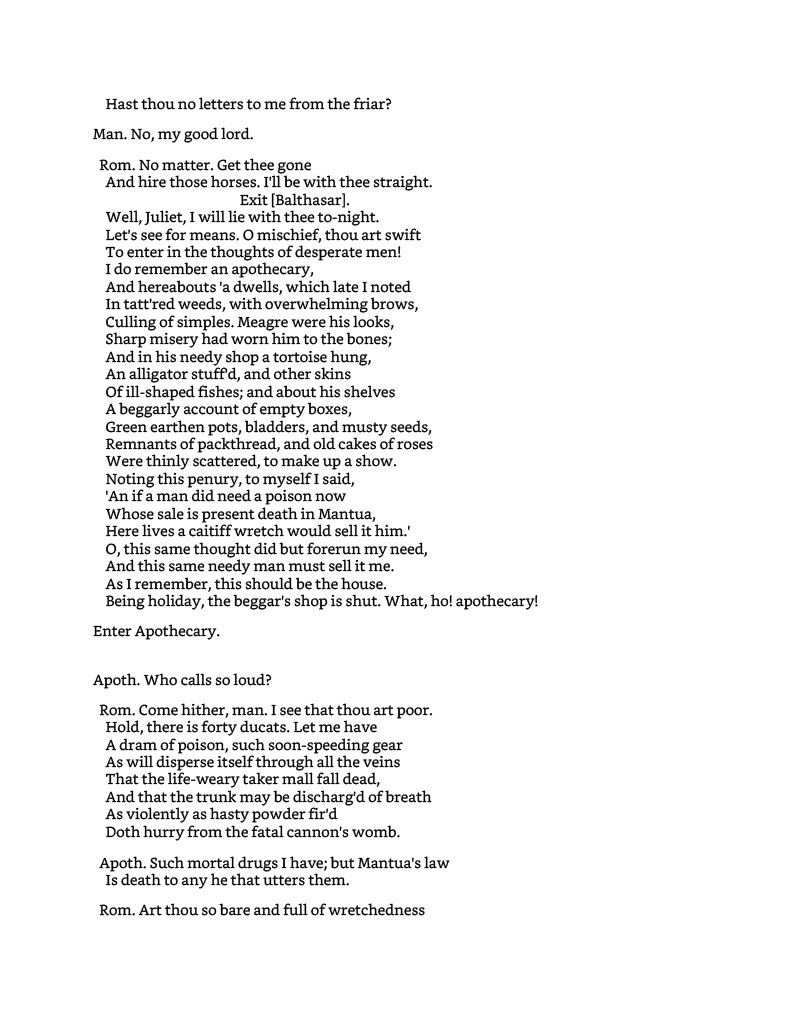 Hast thou no letters to me from the friar?
Man. No, my good lord.
Rom. No matter. Get thee gone
And hire those horses. I'll be with thee straight.
Exit [Balthasar].
Well, Juliet, I will lie with thee to-night.
Let's see for means. O mischief, thou art swift
To enter in the thoughts of desperate men!
I do remember an apothecary,
And hereabouts 'a dwells, which late I noted
In tatt'red weeds, with overwhelming brows,
Culling of simples. Meagre were his looks,
Sharp misery had worn him to the bones;
And in his needy shop a tortoise hung,
An alligator stuff'd, and other skins
Of ill-shaped fishes; and about his shelves
A beggarly account of empty boxes,
Green earthen pots, bladders, and musty seeds,
Remnants of packthread, and old cakes of roses
Were thinly scattered, to make up a show.
Noting this penury, to myself I said,
'An if a man did need a poison now
Whose sale is present death in Mantua,
Here lives a caitiff wretch would sell it him.'
O, this same thought did but forerun my need,
And this same needy man must sell it me.
As I remember, this should be the house.
Being holiday, the beggar's shop is shut. What, ho! apothecary!
Enter Apothecary.
Apoth. Who calls so loud?
Rom. Come hither, man. I see that thou art poor.
Hold, there is forty ducats. Let me have
A dram of poison, such soon-speeding gear
As will disperse itself through all the veins
That the life-weary taker mall fall dead,
And that the trunk may be discharg'd of breath
As violently as hasty powder fir'd
Doth hurry from the fatal cannon's womb.
Apoth. Such mortal drugs I have; but Mantua's law
Is death to any he that utters them.
Rom. Art thou so bare and full of wretchedness